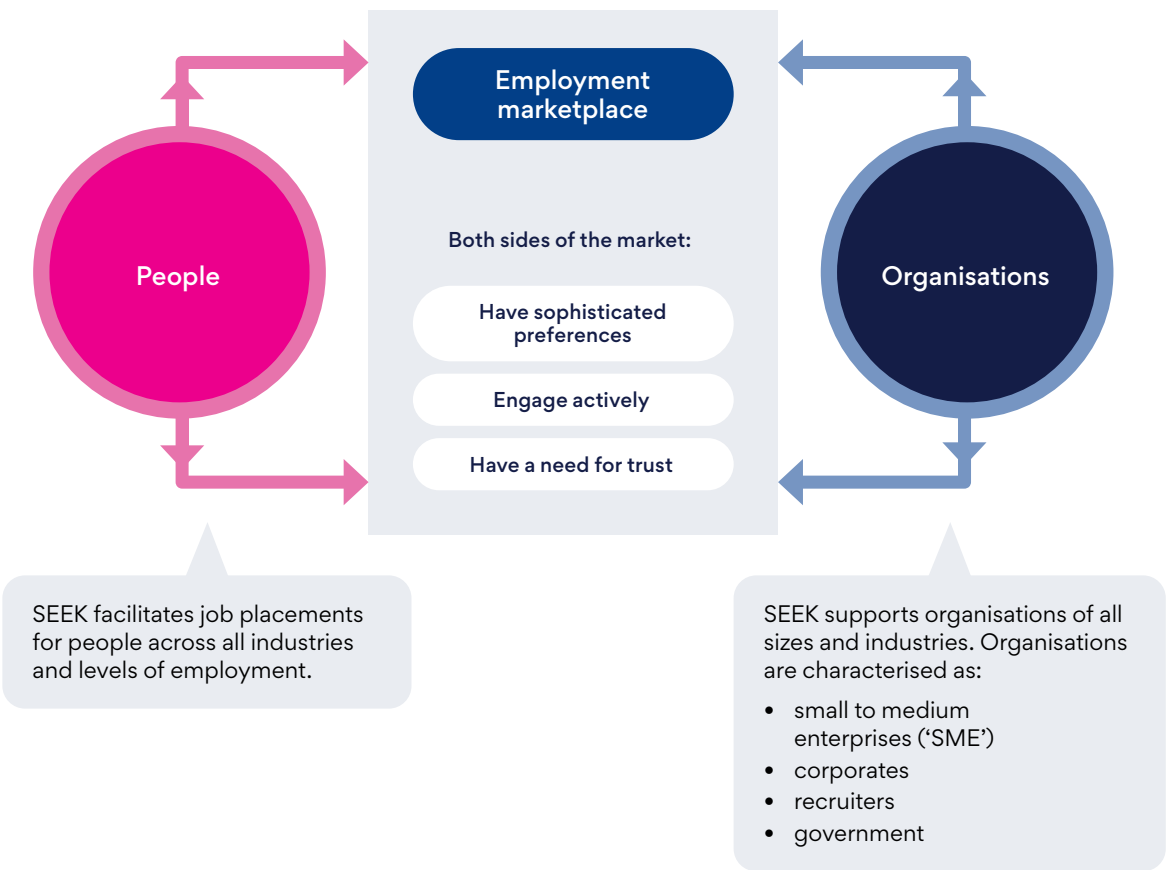 Employment
marketplace
Both sides of the market:
Have sophisticated
preferences
Engage actively
Have a need for trust
People
Organisations
SEEK facilitates job placements
for people across all industries
and levels of employment.
SEEK supports organisations of all
sizes and industries. Organisations
are characterised as:
• small to medium
enterprises (‘SME’)
• corporates
• recruiters
• government